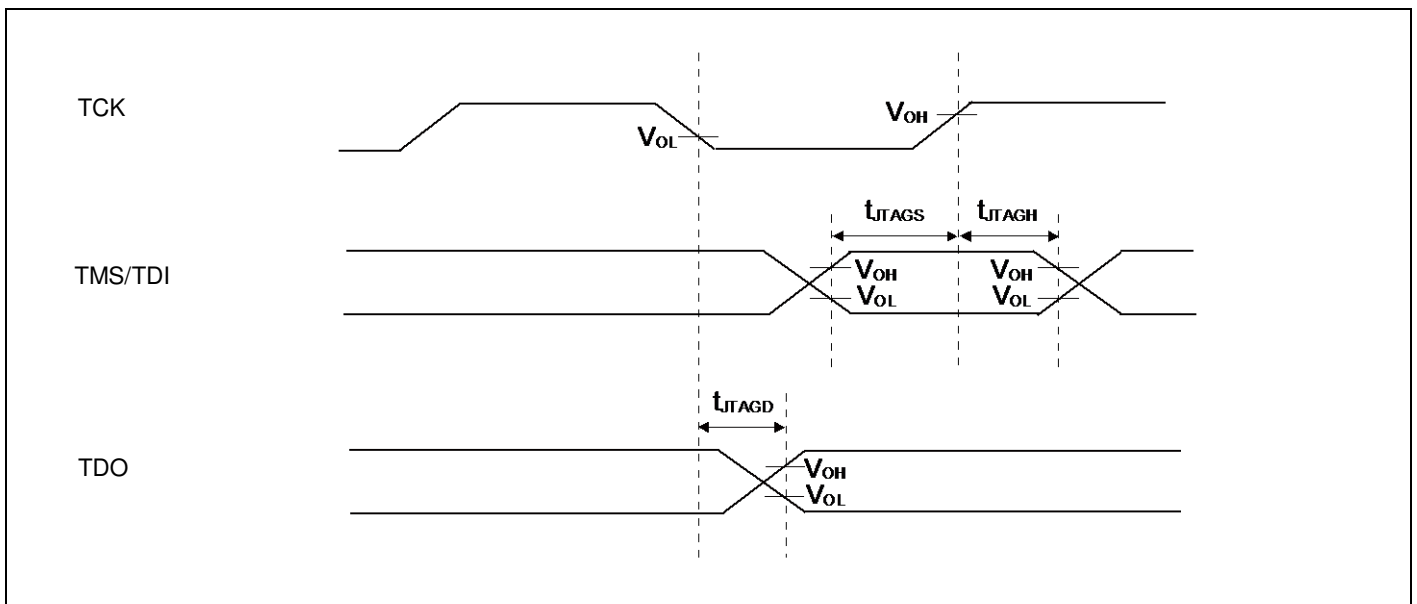 TCK
VOL
VOH
tJTAGS
tJTAGH
TMS/TDI
VOH
VOH
VOL
VOL
tJTAGD
TDO
VOH
VOL